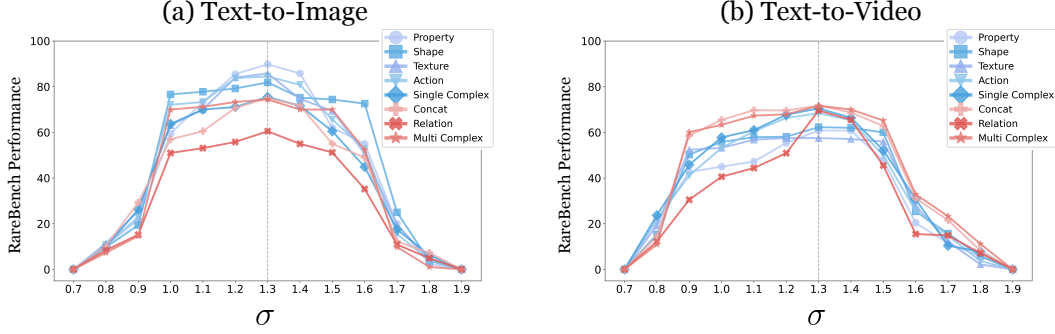 (a) Text-to-Image
RareBench Performance
100
80
60
40
20
0
0.7 0.8 0.9 1.0 1.1 1.2 1.3 1.4 1.5 1.6 1.7 1.8 1.9
σ
Property
Shape
Texture
Action
Single Complex
Concat
Relation
Multi Complex
(b) Text-to-Video
RareBench Performance
100
80
60
40
20
0
0.7 0.8 0.9 1.0 1.1 1.2 1.3 1.4 1.5 1.6 1.7 1.8 1.9
σ
Property
Shape
Texture
Action
Single Complex
Concat
Relation
Multi Complex